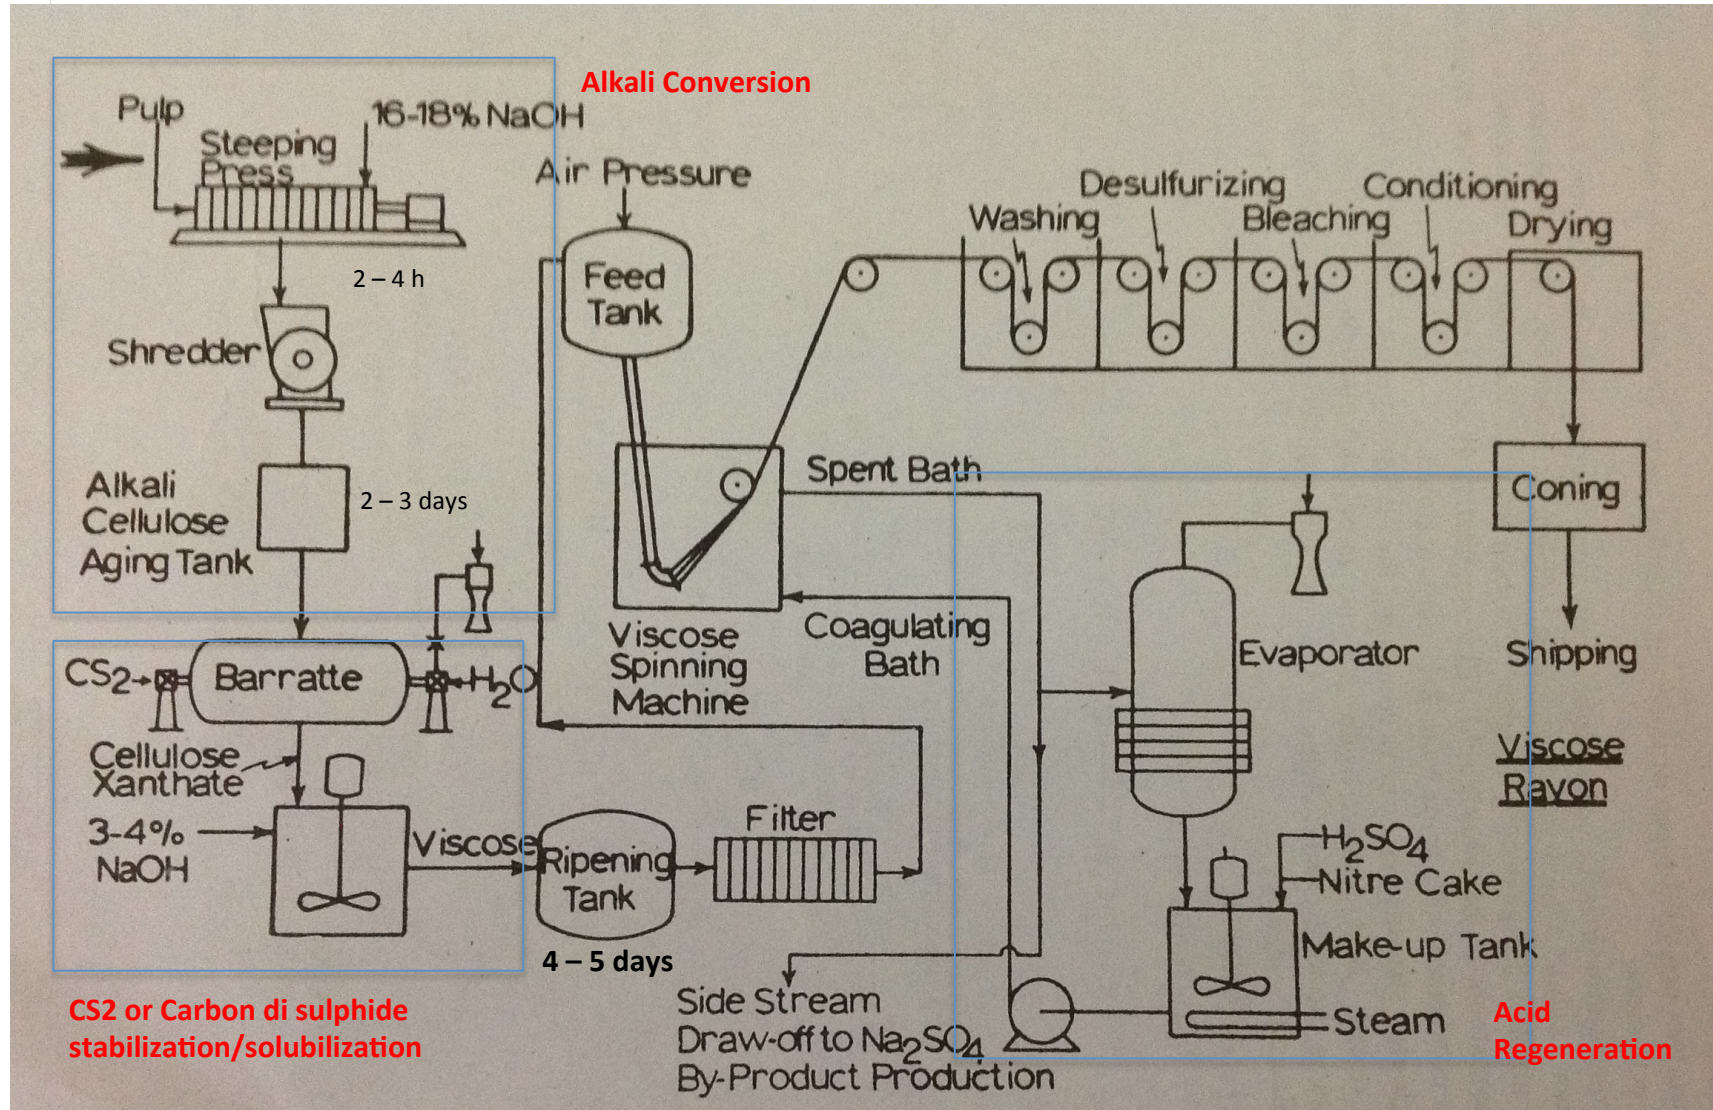 Alkali Conversion
Pulp
16-18% NaOH
Steeping
Press
2 – 4 h
Shredder
Alkali
Cellulose
Aging Tank
2 – 3 days
CS2
Barratte
H2O
Cellulose
Xanthate
3-4%
NaOH
Viscose
CS2 or Carbon di sulphide
stabilization/solubilization
Ripening
Tank
4 – 5 days
Filter
Air Pressure
Feed
Tank
Viscose
Spinning
Machine
Spent Bath
Coagulating
Bath
Washing
Desulfurizing
Bleaching
Conditioning
Drying
Coning
Shipping
Evaporator
H2SO4
Nitre Cake
Make-up Tank
Steam
Side Stream
Draw-off to Na2SO4
By-Product Production
Acid
Regeneration
Viscose
Rayon